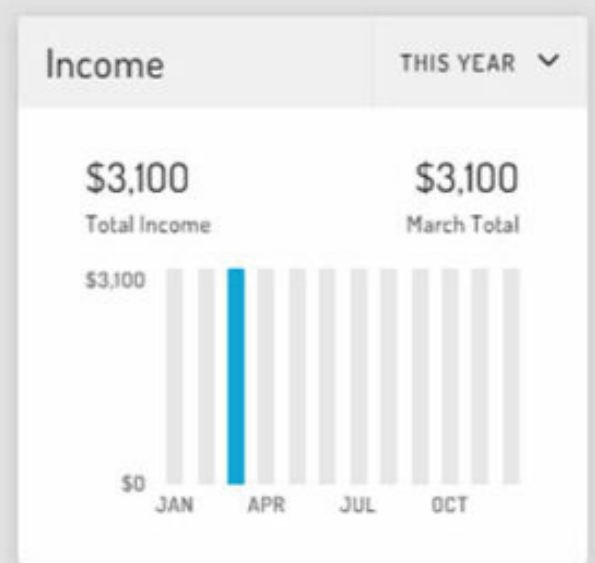 Income
THIS YEAR
$3,100
Total Income
$3,100
March Total
$3,100
$0
JAN APR JUL OCT